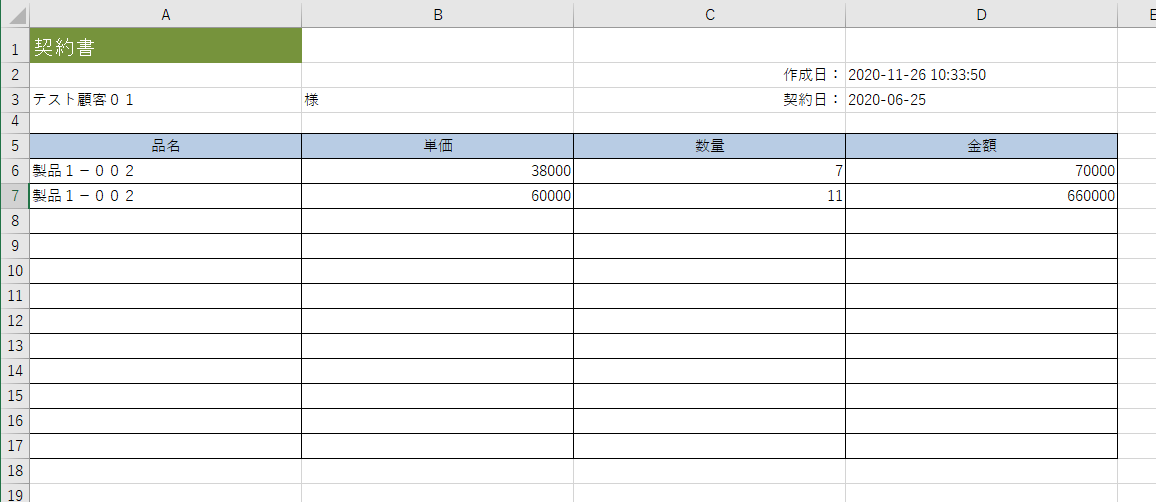 A B C D E
1 契約書
2 作成日： 2020-11-26 10:33:50
3 テスト顧客０１ 様 契約日： 2020-06-25
4
5 品名 単価 数量 金額
6 製品１－００２ 38000 7 70000
7 製品１－００２ 60000 11 660000
8
9
10
11
12
13
14
15
16
17
18
19